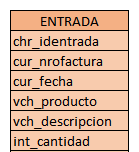 ENTRADA
chr_identrada
cur_nrofactura
cur_fecha
vch_producto
vch_descripcion
int_cantidad